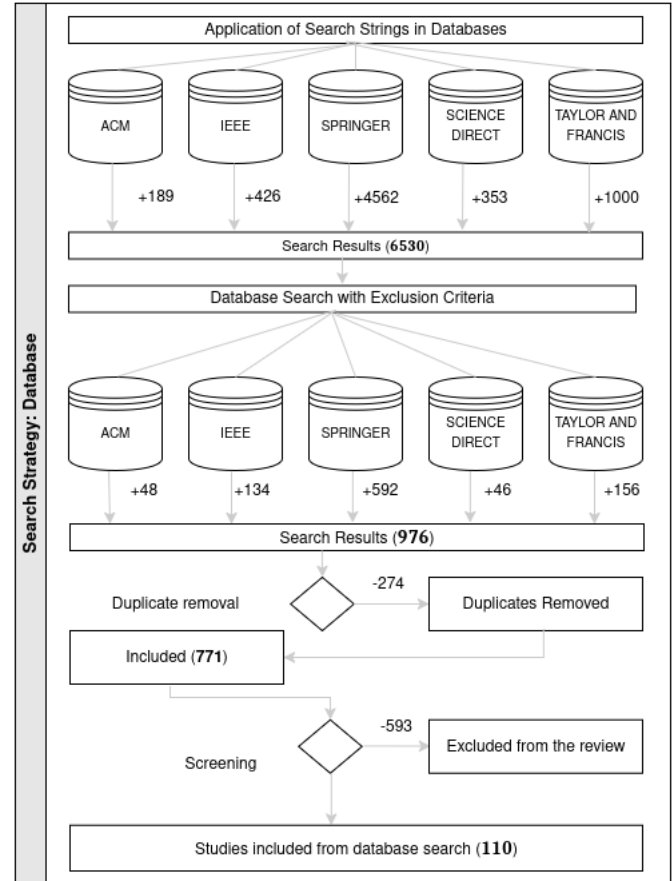 Search Strategy: Database
Application of Search Strings in Databases
ACM
IEEE
SPRINGER
SCIENCE
DIRECT
TAYLOR AND
FRANCIS
+189
+426
+4562
+353
+1000
Search Results (6530)
Database Search with Exclusion Criteria
ACM
IEEE
SPRINGER
SCIENCE
DIRECT
TAYLOR AND
FRANCIS
+48
+134
+592
+46
+156
Search Results (976)
Duplicate removal
-274
Duplicates Removed
Included (771)
Screening
-593
Excluded from the review
Studies included from database search (110)